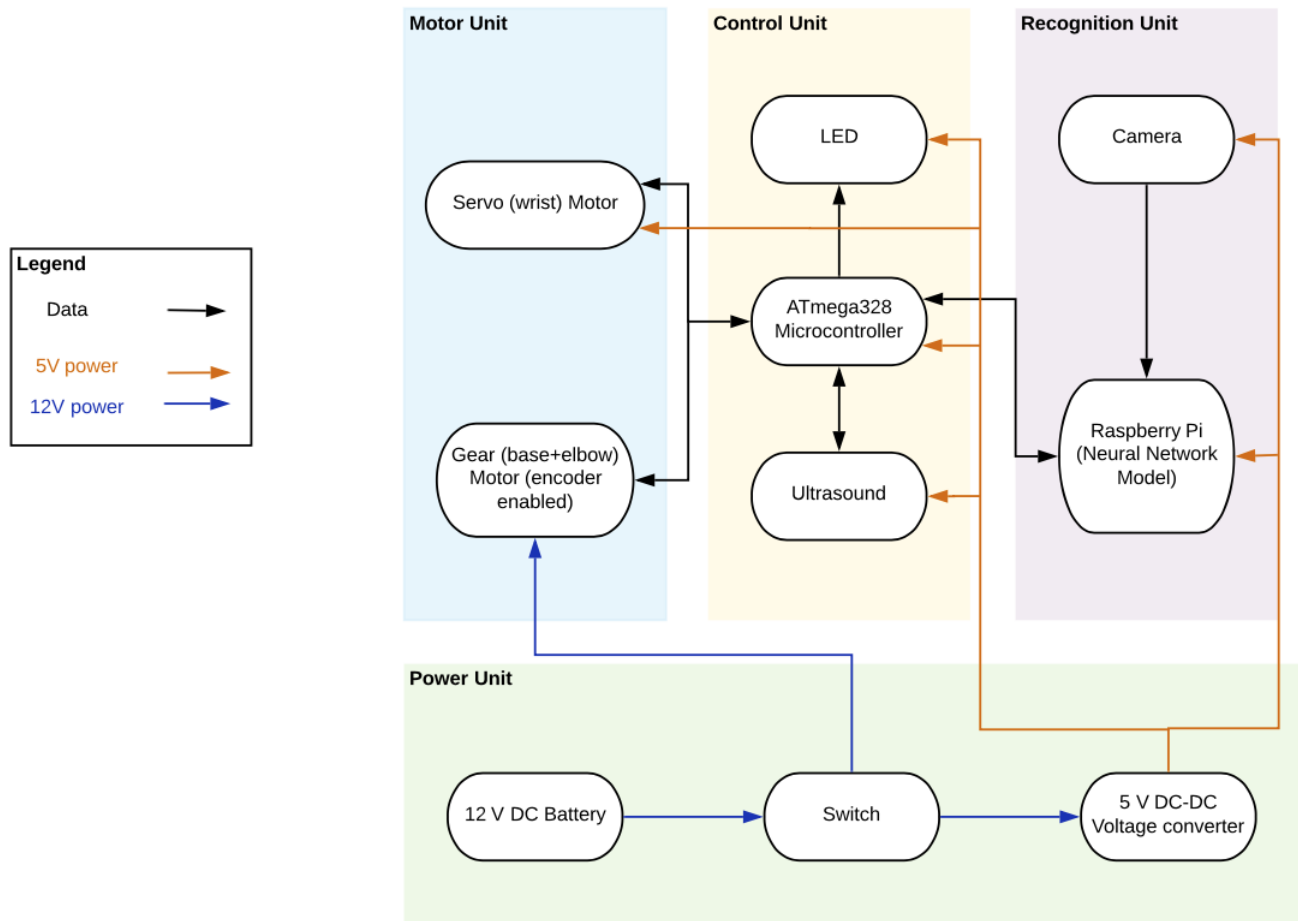 Motor Unit
Control Unit
Recognition Unit
LED
Camera
Servo (wrist) Motor
Legend
Data
5V power
12V power
ATmega328
Microcontroller
Gear (base+elbow)
Motor (encoder
enabled)
Ultrasound
Raspberry Pi
(Neural Network
Model)
Power Unit
12 V DC Battery
Switch
5 V DC-DC
Voltage converter